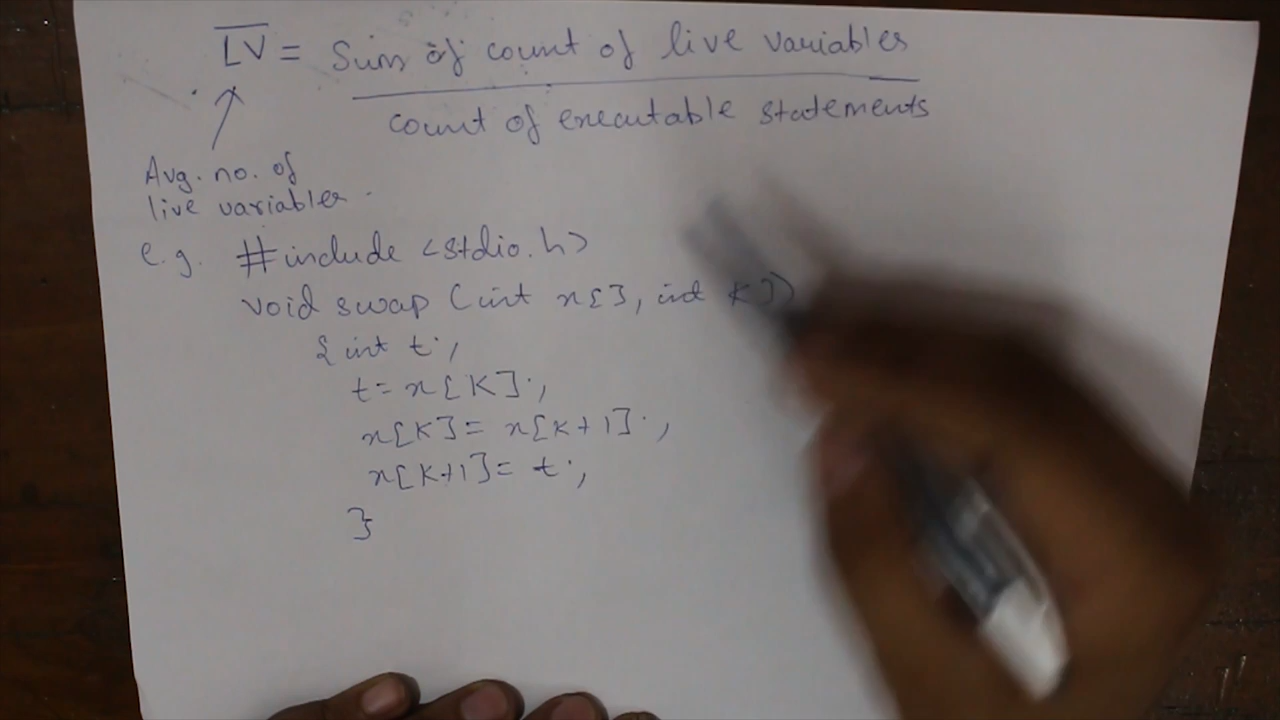 LV = Sum of count of live variables
count of executable statements
Avg. no. of
live variables.
e.g. #include <stdio.h>
void swap (int x[], int K])
{ int t;
t = x[K];
x[K] = x[K+1];
x[K+1] = t;
}